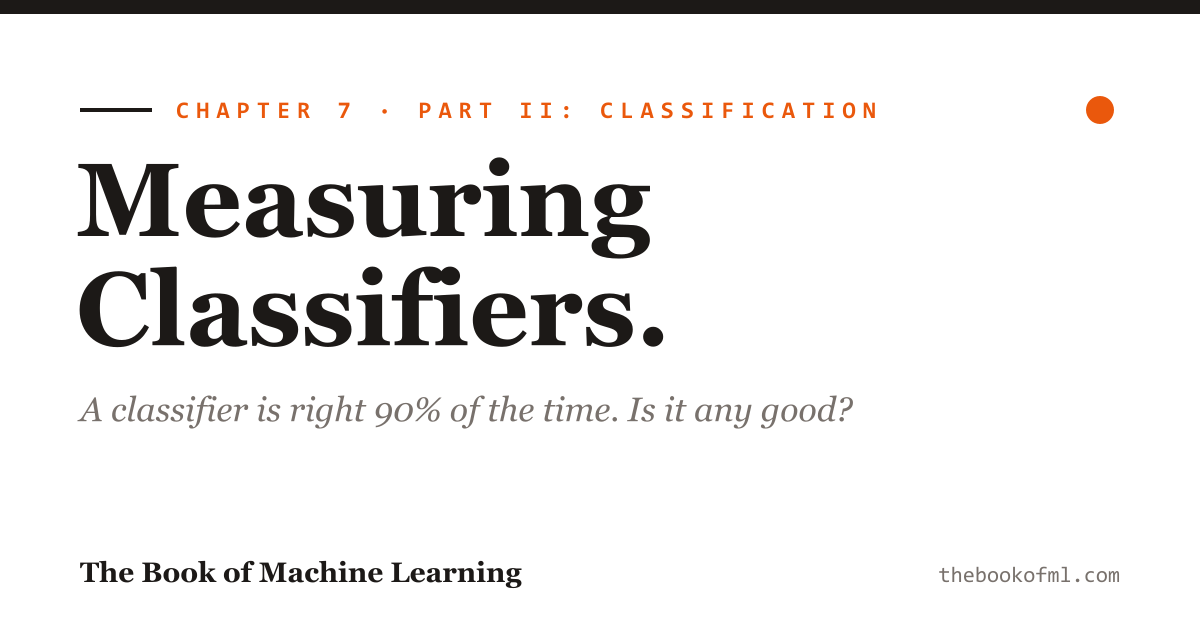 CHAPTER 7 · PART II: CLASSIFICATION
Measuring
Classifiers.
A classifier is right 90% of the time. Is it any good?
The Book of Machine Learning
thebookofml.com